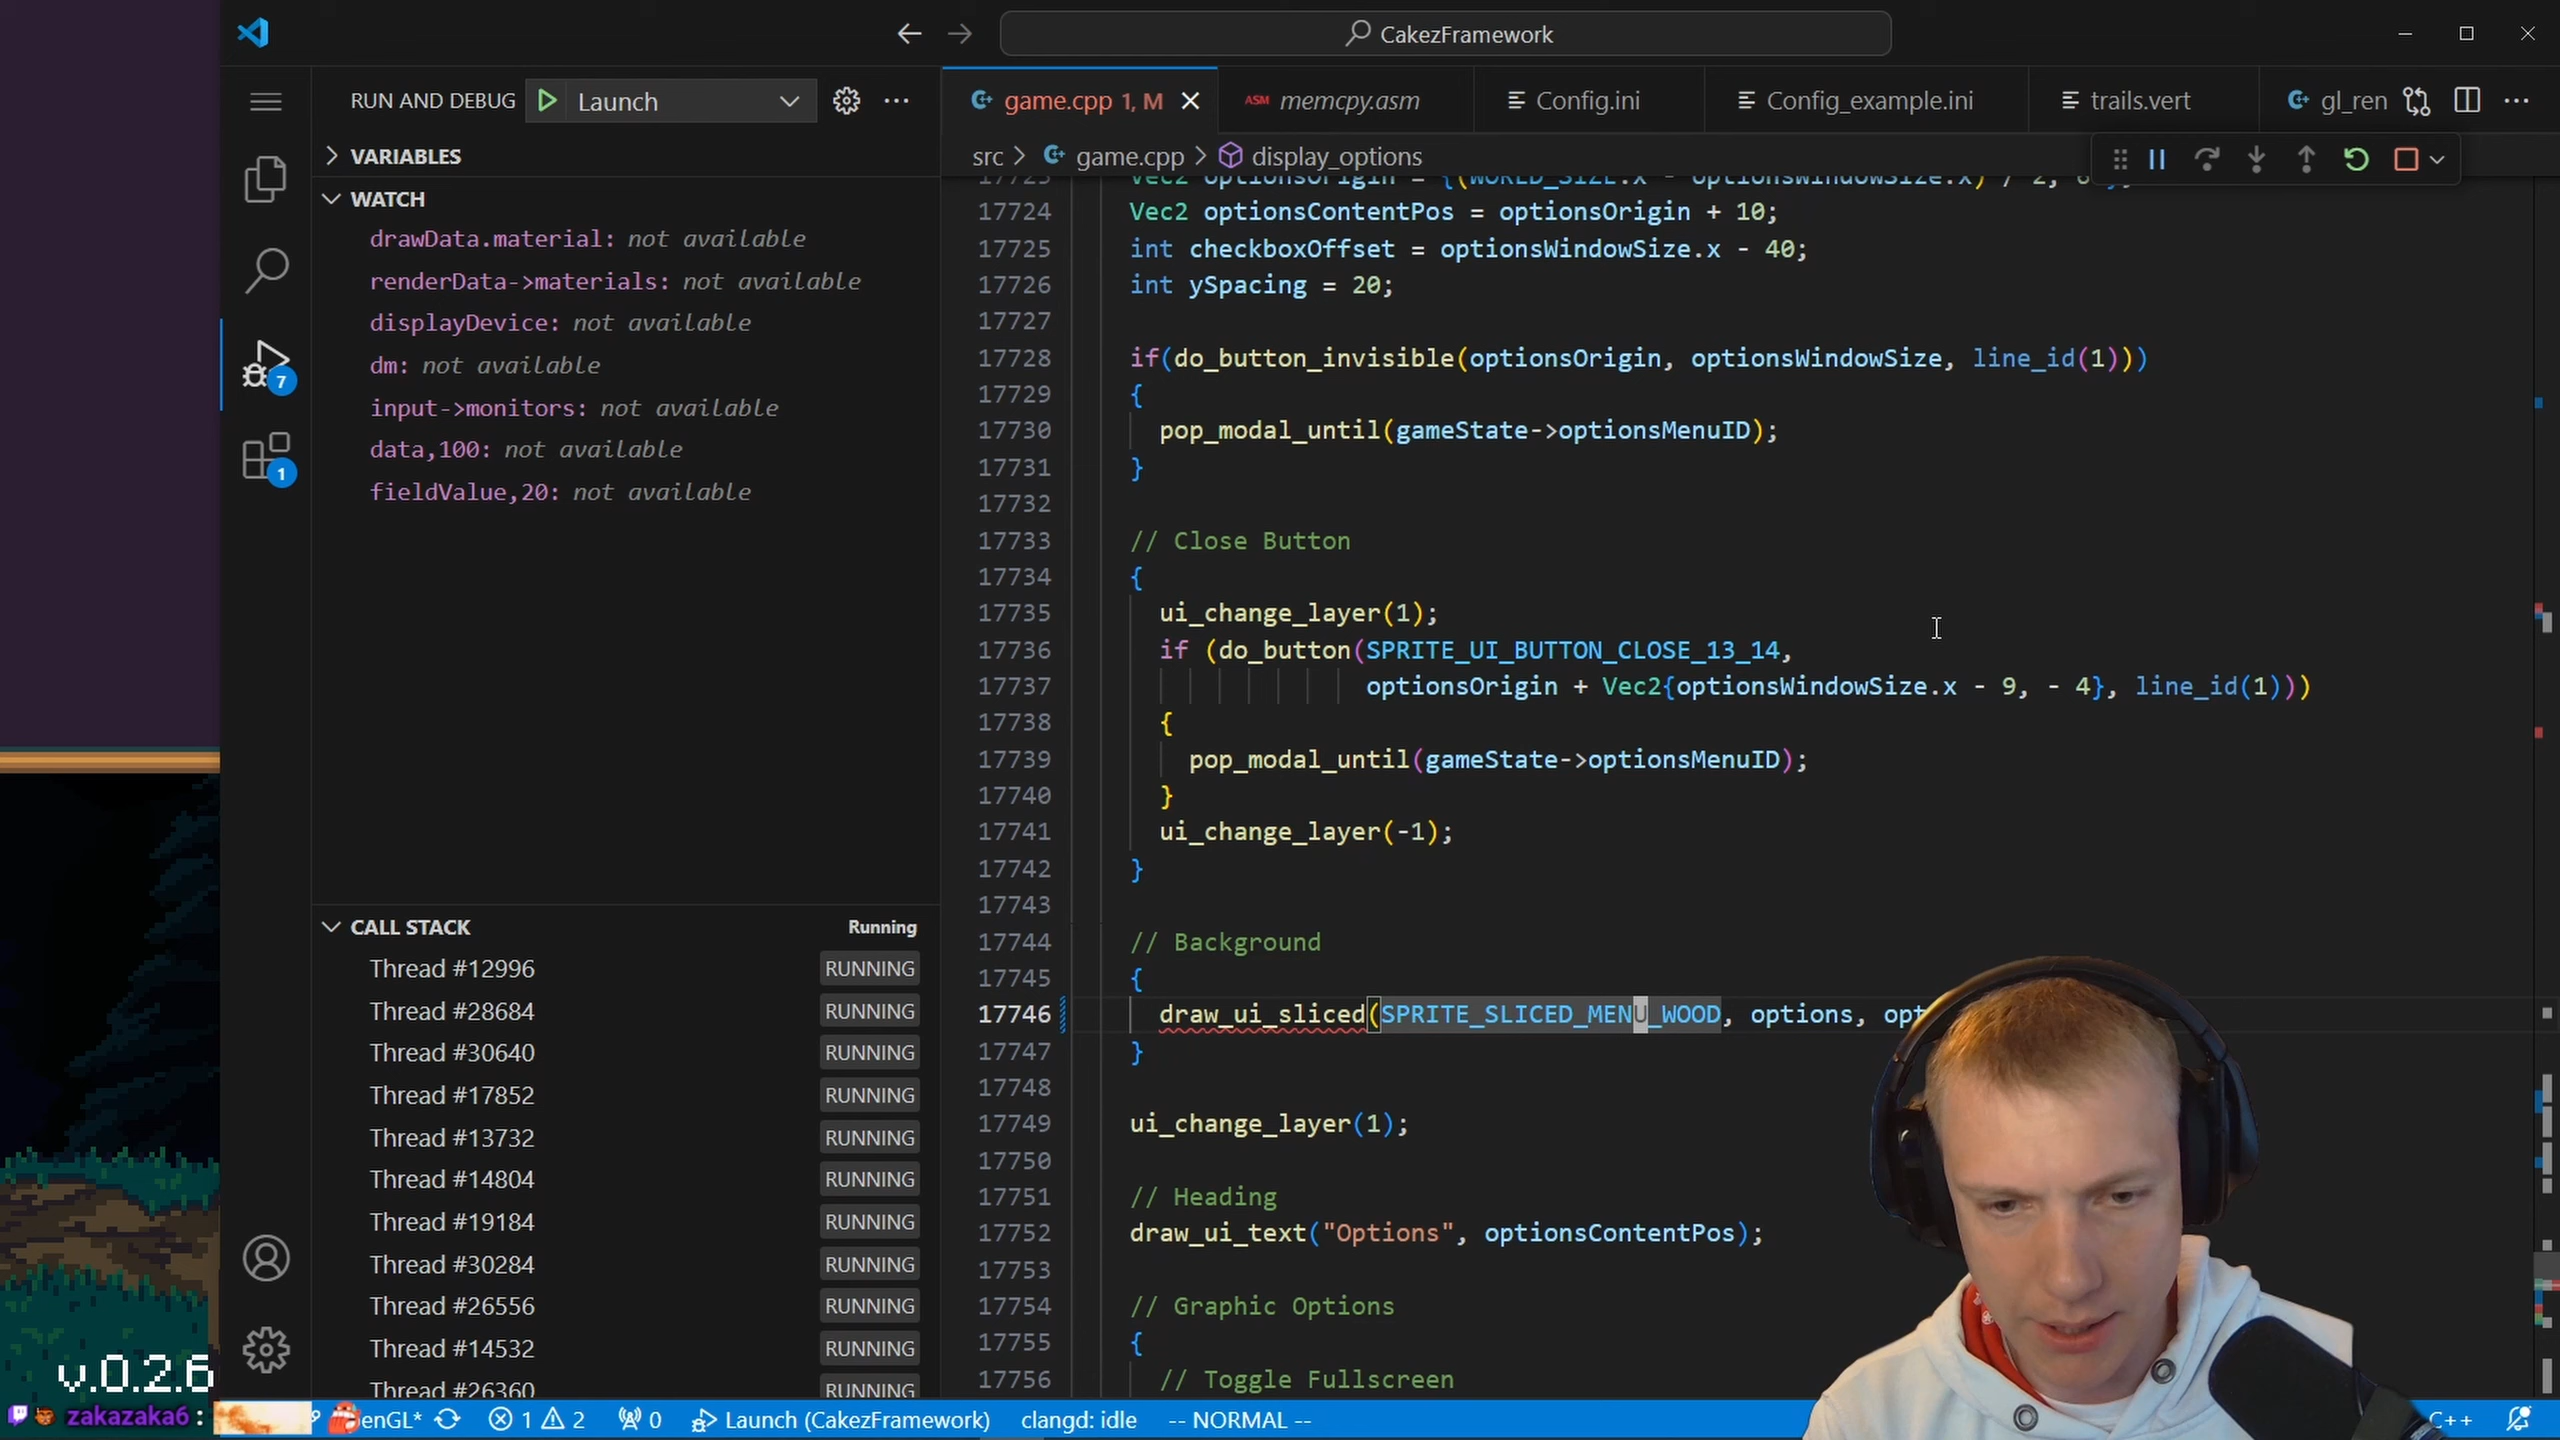 CakezFramework
RUN AND DEBUG
Launch
game.cpp 1, M
ASM memcpy.asm
Config.ini
Config_example.ini
trails.vert
gl_ren
src > game.cpp > display_options
VARIABLES
WATCH
drawData.material: not available
renderData->materials: not available
displayDevice: not available
dm: not available
input->monitors: not available
data,100: not available
fieldValue,20: not available
7
1
CALL STACK
Running
Thread #12996 RUNNING
Thread #28684 RUNNING
Thread #30640 RUNNING
Thread #17852 RUNNING
Thread #13732 RUNNING
Thread #14804 RUNNING
Thread #19184 RUNNING
Thread #30284 RUNNING
Thread #26556 RUNNING
Thread #14532 RUNNING
Thread #26360 RUNNING
17724 Vec2 optionsContentPos = optionsOrigin + 10;
17725 int checkboxOffset = optionsWindowSize.x - 40;
17726 int ySpacing = 20;
17727
17728 if(do_button_invisible(optionsOrigin, optionsWindowSize, line_id(1)))
17729 {
17730 pop_modal_until(gameState->optionsMenuID);
17731 }
17732
17733 // Close Button
17734 {
17735 ui_change_layer(1);
17736 if (do_button(SPRITE_UI_BUTTON_CLOSE_13_14,
17737 optionsOrigin + Vec2{optionsWindowSize.x - 9, - 4}, line_id(1)))
17738 {
17739 pop_modal_until(gameState->optionsMenuID);
17740 }
17741 ui_change_layer(-1);
17742 }
17743
17744 // Background
17745 {
17746 draw_ui_sliced(SPRITE_SLICED_MENU_WOOD, options, opt
17747 }
17748
17749 ui_change_layer(1);
17750
17751 // Heading
17752 draw_ui_text("Options", optionsContentPos);
17753
17754 // Graphic Options
17755 {
17756 // Toggle Fullscreen
v.0.2.6
zakazaka6 :
enGL* 1 2 0 Launch (CakezFramework) clangd: idle -- NORMAL -- C++